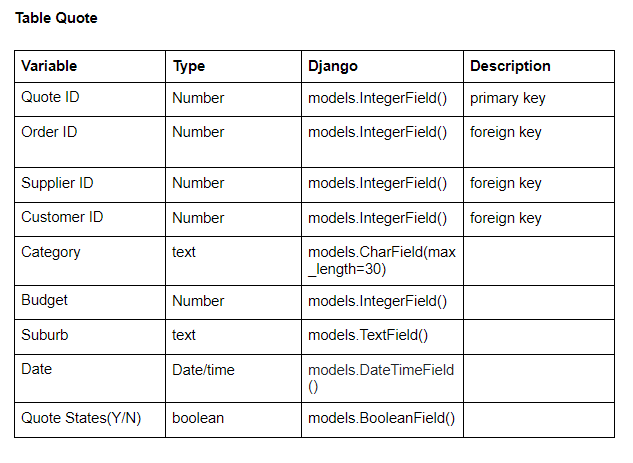 Table Quote
Variable Type Django Description
Quote ID Number models.IntegerField() primary key
Order ID Number models.IntegerField() foreign key
Supplier ID Number models.IntegerField() foreign key
Customer ID Number models.IntegerField() foreign key
Category text models.CharField(max
_length=30)
Budget Number models.IntegerField()
Suburb text models.TextField()
Date Date/time models.DateTimeField
()
Quote States(Y/N) boolean models.BooleanField()